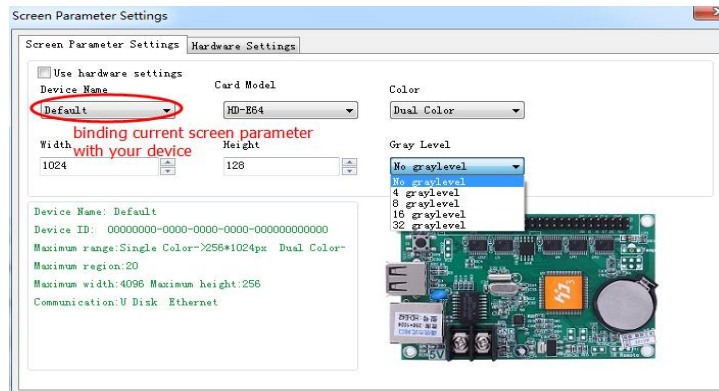 Screen Parameter Settings
Screen Parameter Settings Hardware Settings
Use hardware settings
Device Name Card Model Color
Default HD-E64 Dual Color
binding current screen parameter
with your device
Width Height Gray Level
1024 128 No graylevel
No graylevel
4 graylevel
8 graylevel
16 graylevel
32 graylevel
Device Name: Default
Device ID: 00000000-0000-0000-0000-000000000000
Maximum range:Single Color->256*1024px Dual Color-
Maximum region:20
Maximum width:4096 Maximum height:256
Communication:U Disk Ethernet
5V